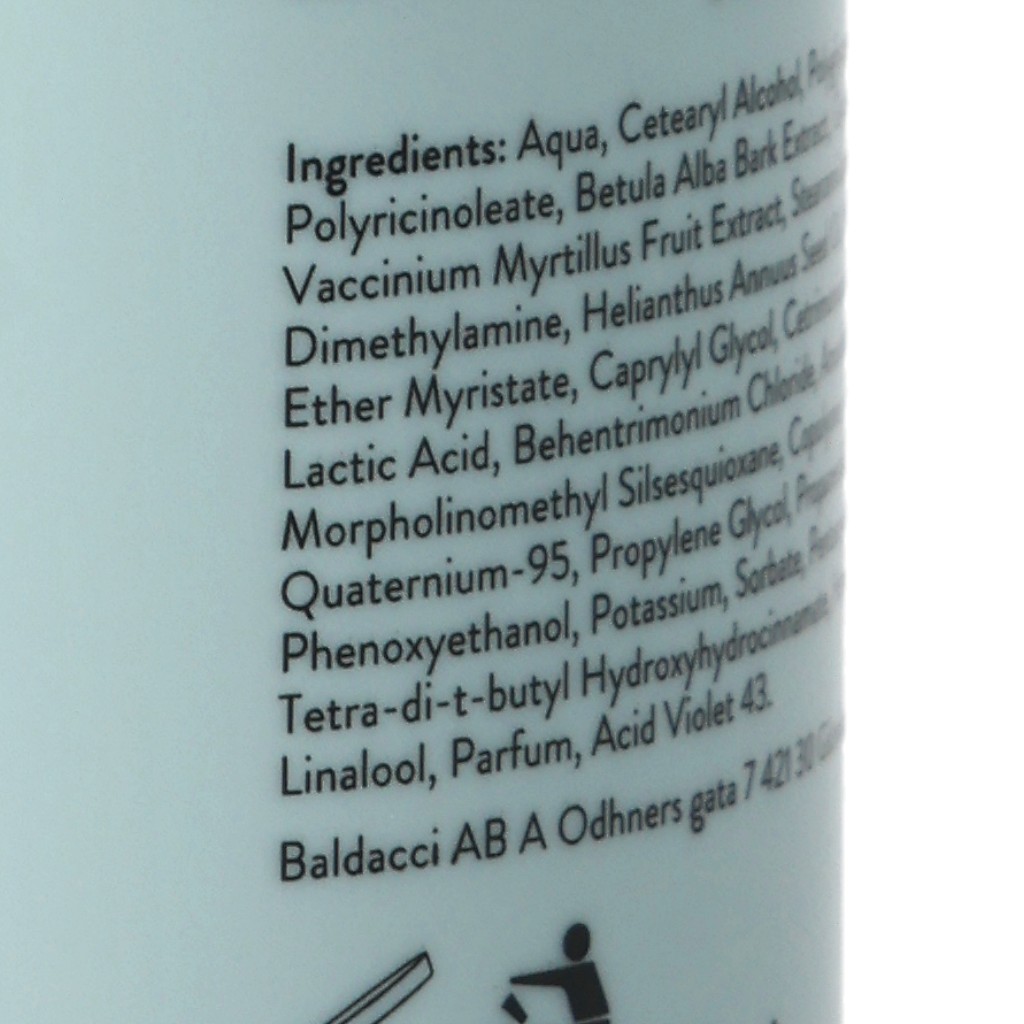 Ingredients: Aqua, Cetearyl Alcohol,
Polyricinoleate, Betula Alba Bark Extract,
Vaccinium Myrtillus Fruit Extract,
Dimethylamine, Helianthus Annuus Seed
Ether Myristate, Caprylyl Glycol,
Lactic Acid, Behentrimonium Chloride,
Morpholinomethyl Silsesquioxane,
Quaternium-95, Propylene Glycol,
Phenoxyethanol, Potassium, Sorbate,
Tetra-di-t-butyl Hydroxyhydrocinnamate,
Linalool, Parfum, Acid Violet 43.
Baldacci AB A Odhners gata 7 421 30